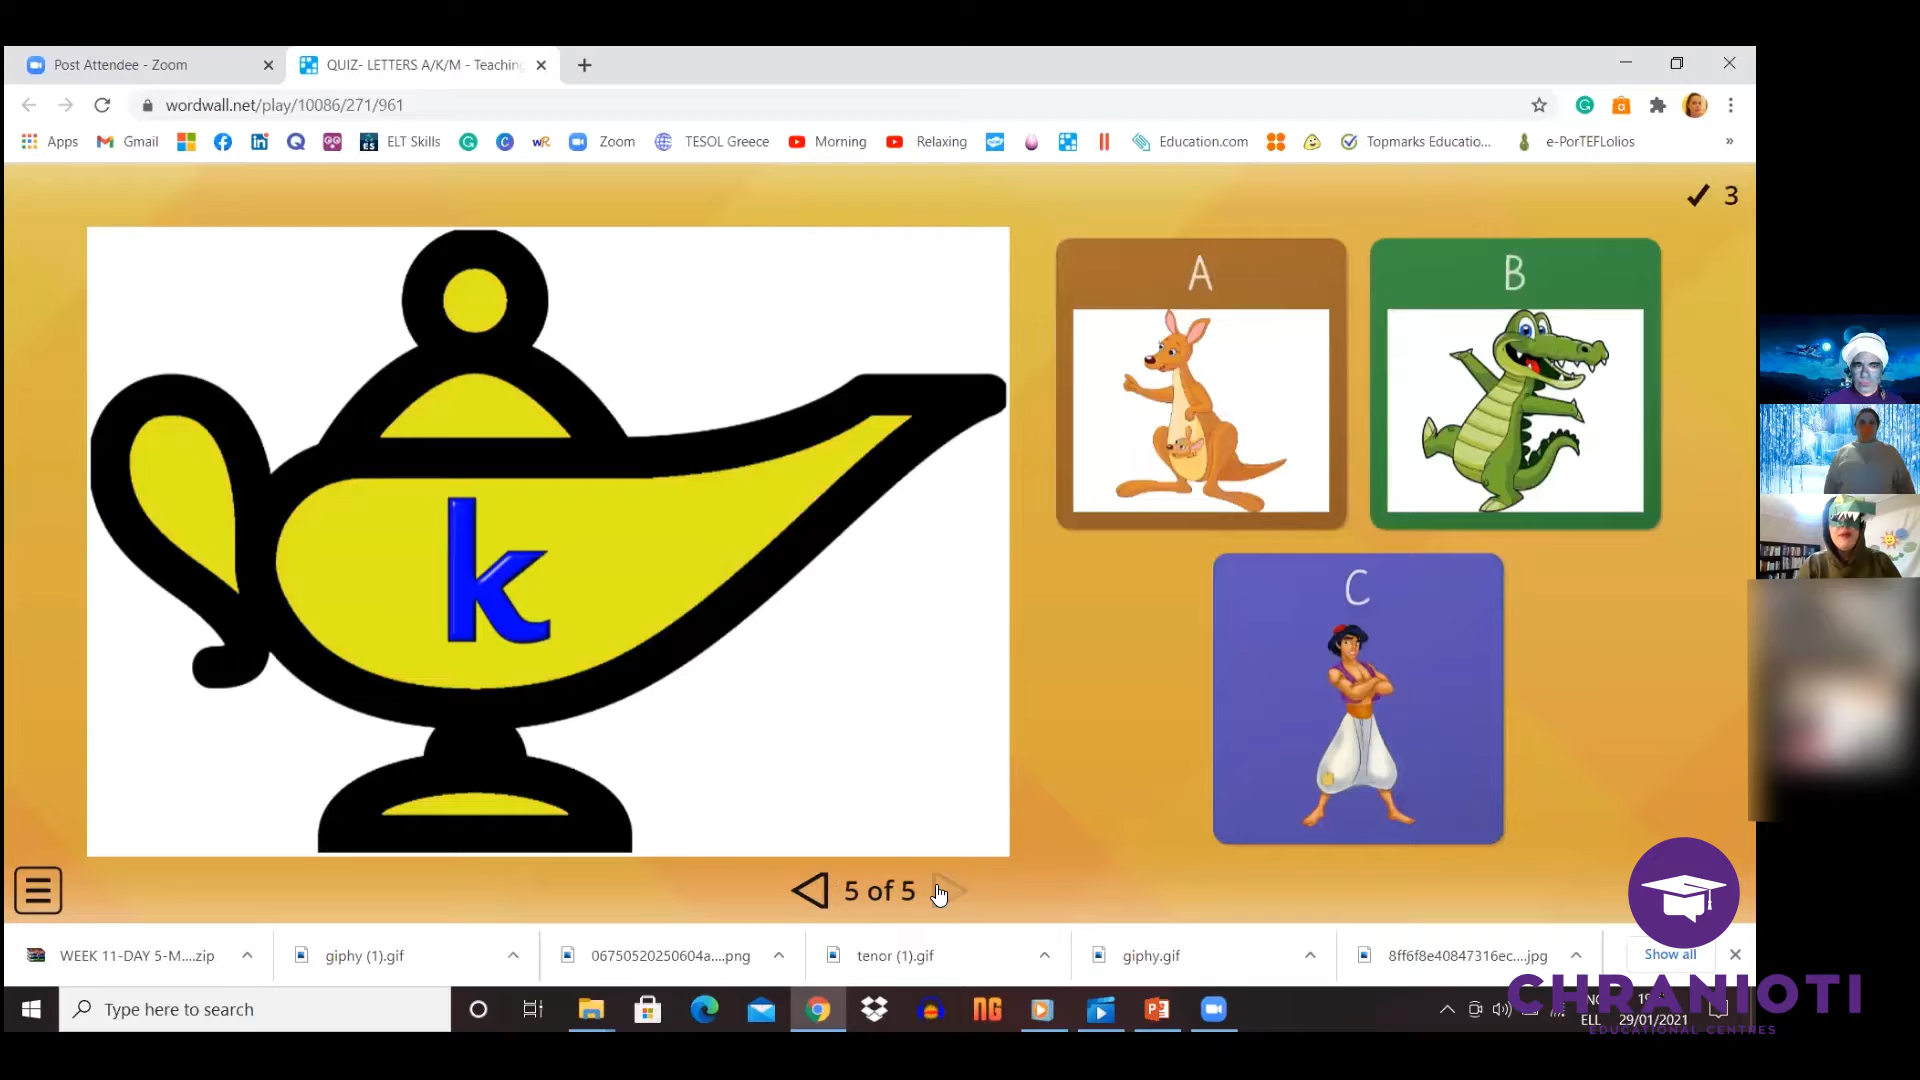 Post Attendee - Zoom
QUIZ- LETTERS A/K/M - Teaching
wordwall.net/play/10086/271/961
Apps Gmail ELT Skills Zoom TESOL Greece Morning Relaxing Education.com Topmarks Educatio... e-PorTEFLolios »
3
A
B
k
C
5 of 5
WEEK 11-DAY 5-M....zip
giphy (1).gif
06750520250604a....png
tenor (1).gif
giphy.gif
8ff6f8e40847316ec....jpg
Show all
Type here to search
ELL
29/01/2021
CHRANIOTI
EDUCATIONAL CENTRES